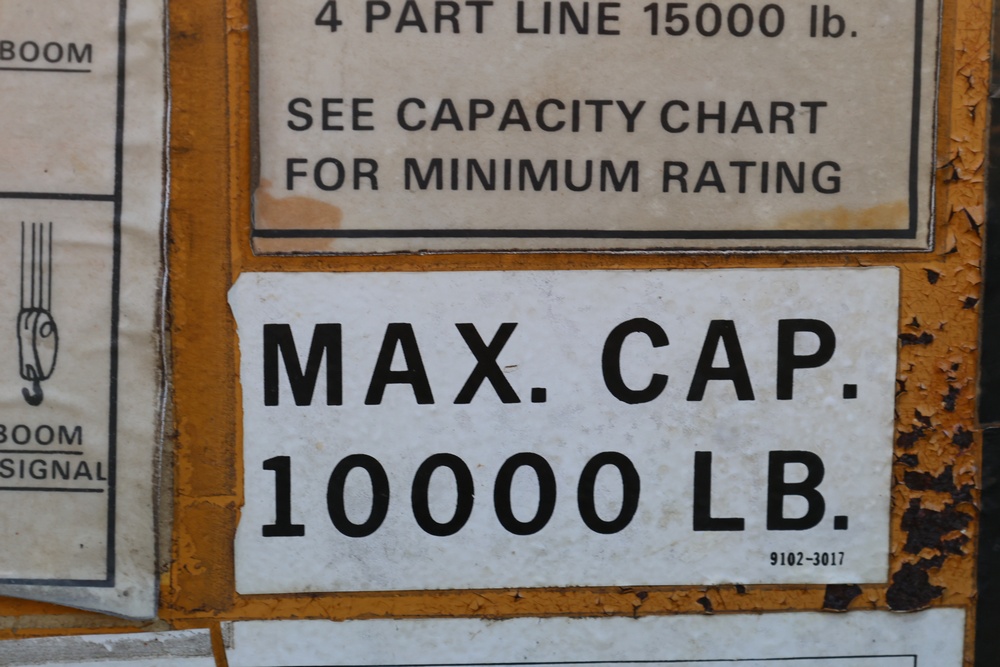 BOOM
BOOM
SIGNAL
4 PART LINE 15000 lb.
SEE CAPACITY CHART
FOR MINIMUM RATING
MAX. CAP.
10000 LB.
9102-3017